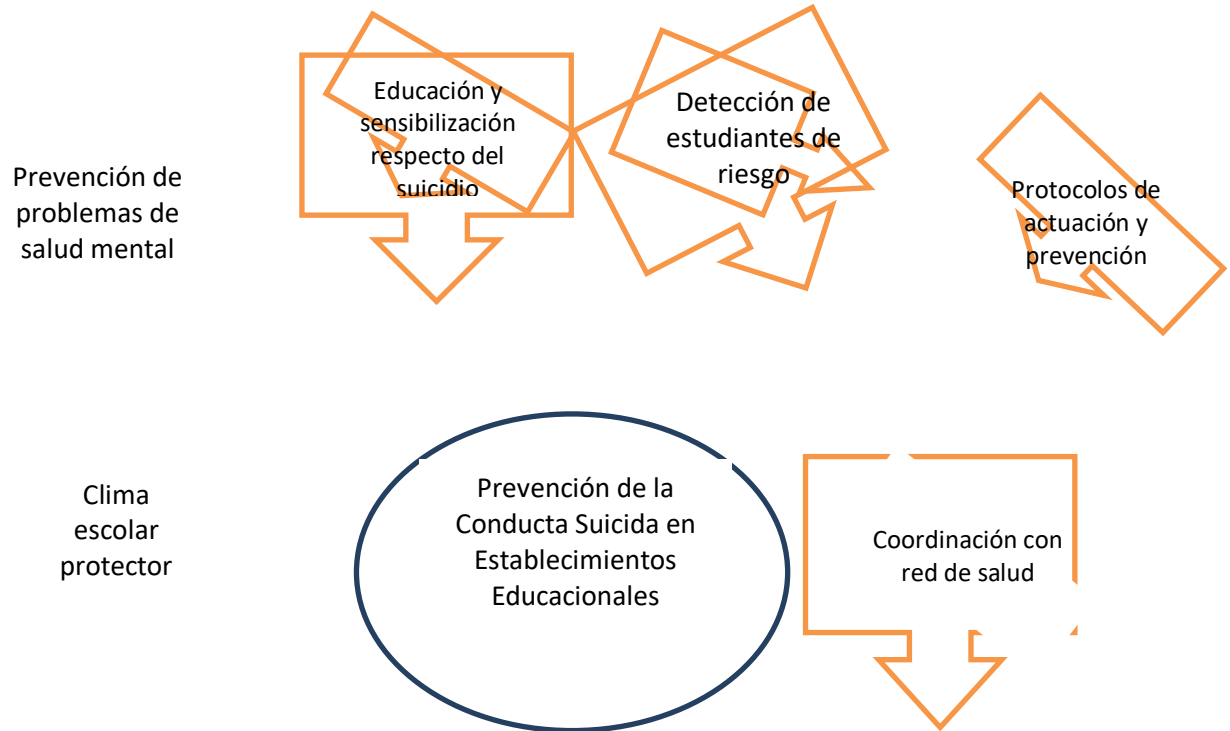 Educación y
sensibilización
respecto del
suicidio
Detección de
estudiantes de
riesgo
Prevención de
problemas de
salud mental
Protocolos de
actuación y
prevención
Clima
escolar
protector
Prevención de la
Conducta Suicida en
Establecimientos
Educacionales
Coordinación con
red de salud